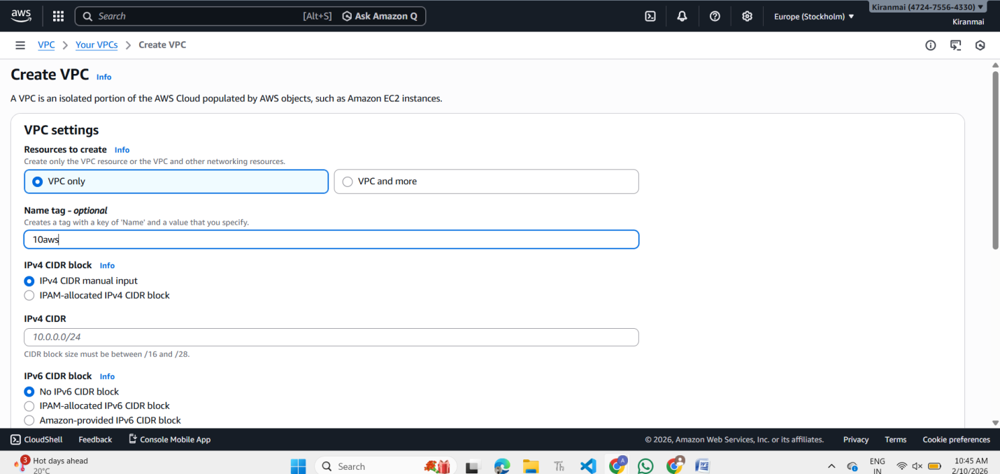 aws Search [Alt+S] Ask Amazon Q Europe (Stockholm) ▼ Kiranmai (4724-7556-4330) ▼
Kiranmai
VPC > Your VPCs > Create VPC
Create VPC Info
A VPC is an isolated portion of the AWS Cloud populated by AWS objects, such as Amazon EC2 instances.
VPC settings
Resources to create Info
Create only the VPC resource or the VPC and other networking resources.
VPC only VPC and more
Name tag - optional
Creates a tag with a key of 'Name' and a value that you specify.
10aws
IPv4 CIDR block Info
IPv4 CIDR manual input
IPAM-allocated IPv4 CIDR block
IPv4 CIDR
10.0.0.0/24
CIDR block size must be between /16 and /28.
IPv6 CIDR block Info
No IPv6 CIDR block
IPAM-allocated IPv6 CIDR block
Amazon-provided IPv6 CIDR block
CloudShell Feedback Console Mobile App © 2026, Amazon Web Services, Inc. or its affiliates. Privacy Terms Cookie preferences
3 Hot days ahead
20°C
Search
Th
A
W
ENG
IN
10:45 AM
2/10/2026